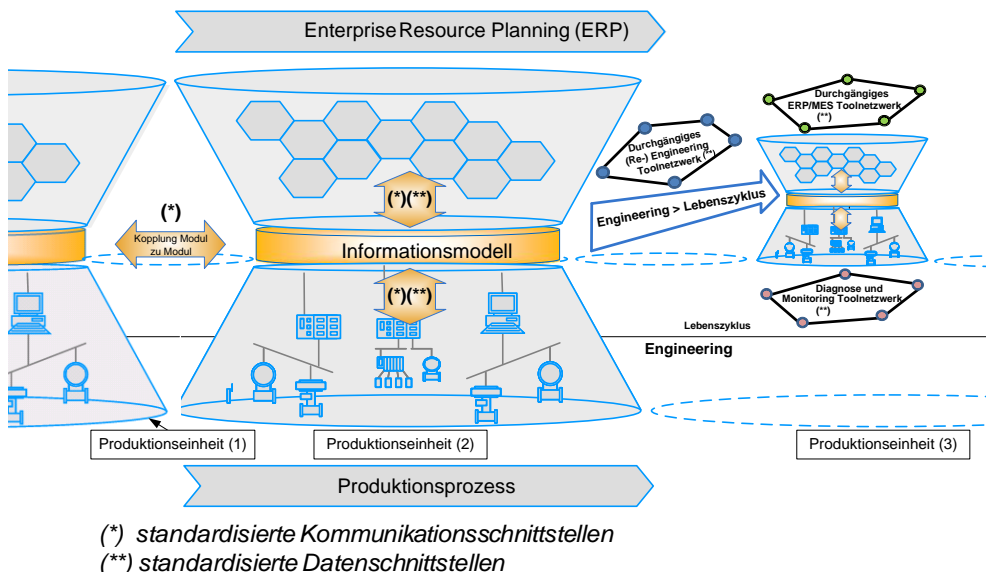 Enterprise Resource Planning (ERP)
Durchgängiges
ERP/MES Toolnetzwerk
(**)
Durchgängiges
(Re-) Engineering
Toolnetzwerk (**)
(*)(**)
(*)
Kopplung Modul
zu Modul
Informationsmodell
Engineering > Lebenszyklus
(*)(**)
Diagnose und
Monitoring Toolnetzwerk
(**)
Lebenszyklus
Engineering
Produktionseinheit (1)
Produktionseinheit (2)
Produktionseinheit (3)
Produktionsprozess
(*) standardisierte Kommunikationsschnittstellen
(**) standardisierte Datenschnittstellen